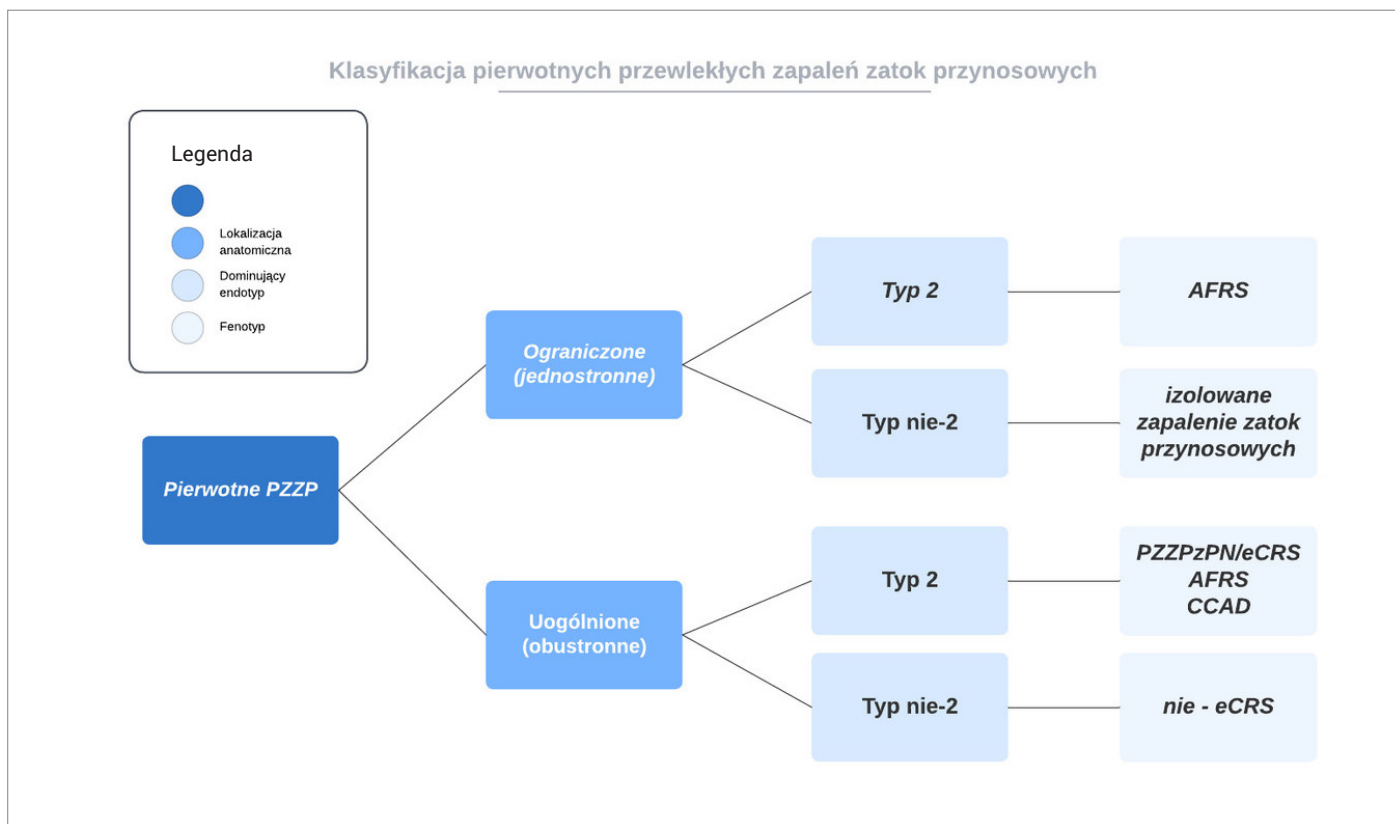 Klasyfikacja pierwotnych przewlekłych zapaleń zatok przynosowych
Legenda
Lokalizacja
anatomiczna
Dominujący
endotyp
Fenotyp
Pierwotne PZZP
Ograniczone
(jednostronne)
Typ 2
AFRS
Typ nie-2
izolowane
zapalenie zatok
przynosowych
Uogólnione
(obustronne)
Typ 2
PZZPzPN/eCRS
AFRS
CCAD
Typ nie-2
nie - eCRS